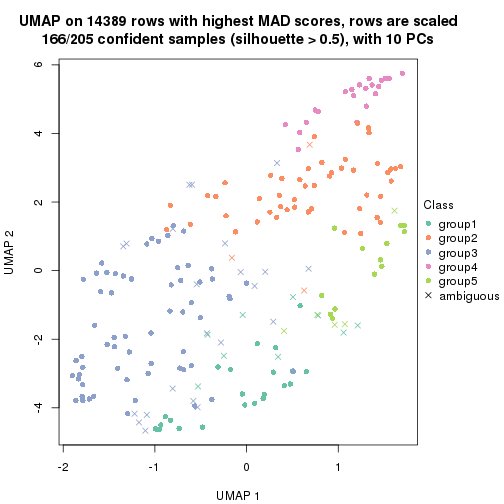 UMAP on 14389 rows with highest MAD scores, rows are scaled
166/205 confident samples (silhouette > 0.5), with 10 PCs
6
4
2
0
-2
-4
UMAP 2
-2
-1
0
1
UMAP 1
Class
group1
group2
group3
group4
group5
ambiguous